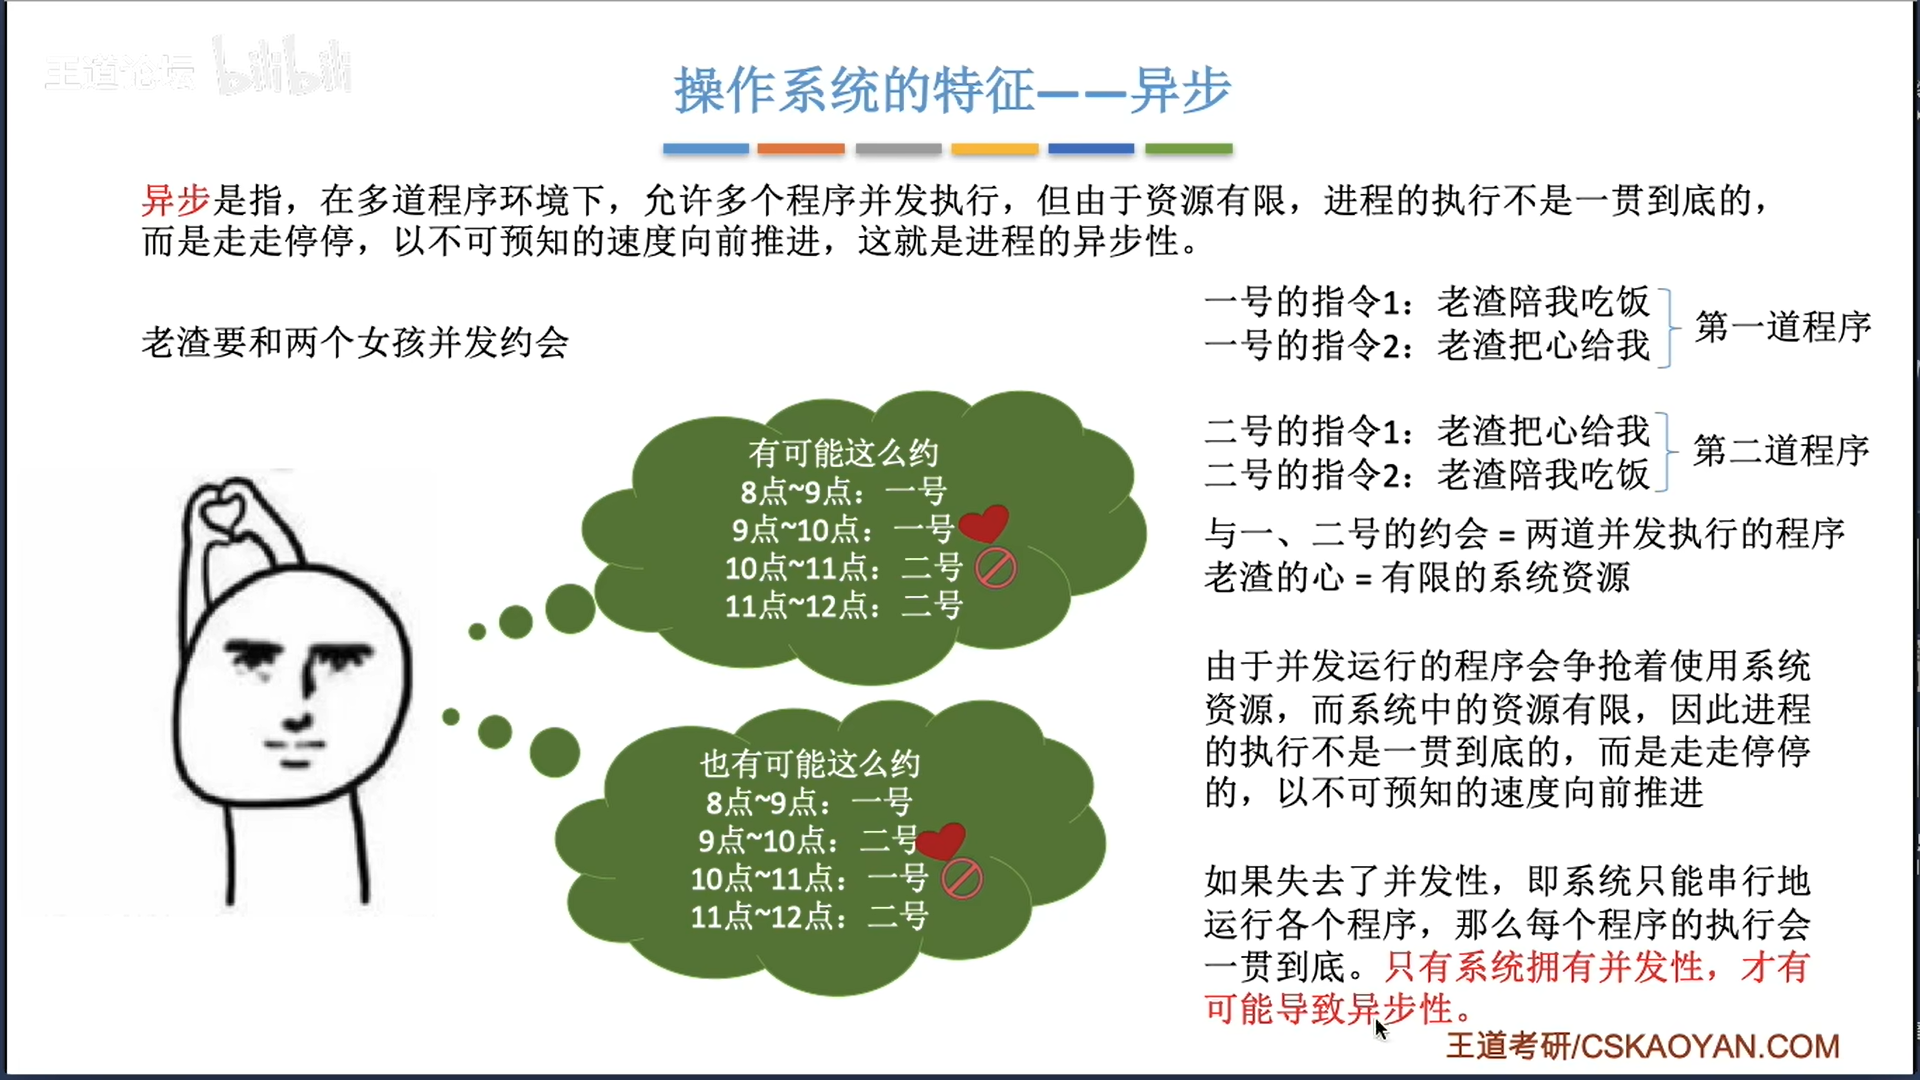 王道论坛 bilibili
操作系统的特征——异步
异步是指，在多道程序环境下，允许多个程序并发执行，但由于资源有限，进程的执行不是一贯到底的，
而是走走停停，以不可预知的速度向前推进，这就是进程的异步性。
老渣要和两个女孩并发约会
有可能这么约
8点~9点：一号
9点~10点：一号
10点~11点：二号
11点~12点：二号
也有可能这么约
8点~9点：一号
9点~10点：二号
10点~11点：一号
11点~12点：二号
一号的指令1：老渣陪我吃饭
一号的指令2：老渣把心给我
第一道程序
二号的指令1：老渣把心给我
二号的指令2：老渣陪我吃饭
第二道程序
与一、二号的约会 = 两道并发执行的程序
老渣的心 = 有限的系统资源
由于并发运行的程序会争抢着使用系统
资源，而系统中的资源有限，因此进程
的执行不是一贯到底的，而是走走停停
的，以不可预知的速度向前推进
如果失去了并发性，即系统只能串行地
运行各个程序，那么每个程序的执行会
一贯到底。只有系统拥有并发性，才有
可能导致异步性。
王道考研/CSKAOYAN.COM